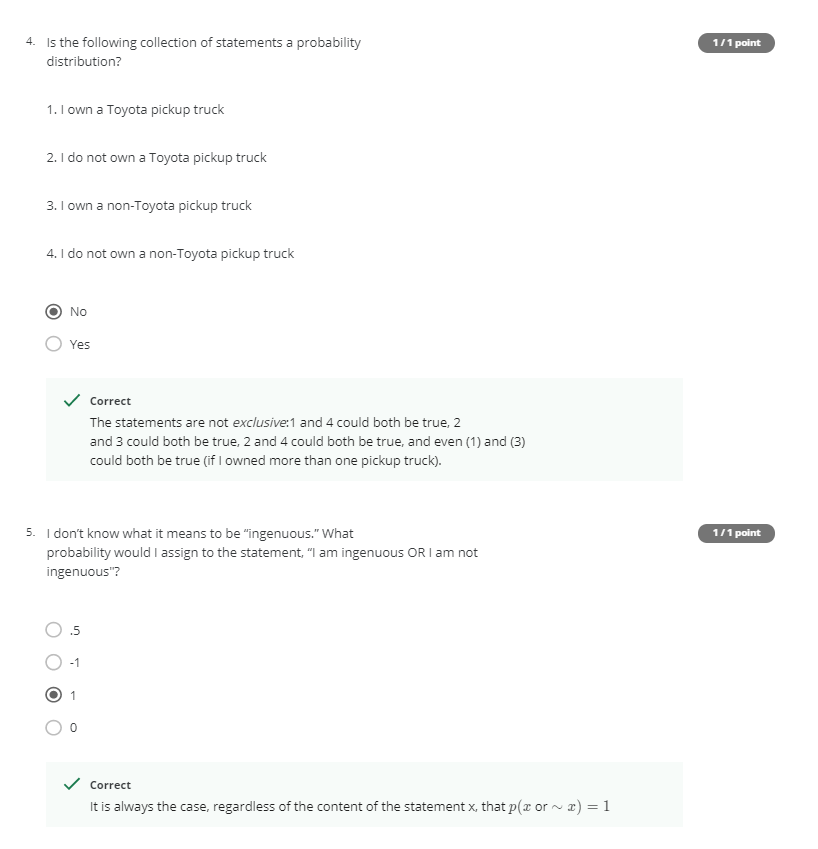 4. Is the following collection of statements a probability
1 / 1 point
distribution?
1. I own a Toyota pickup truck
2. I do not own a Toyota pickup truck
3. I own a non-Toyota pickup truck
4. I do not own a non-Toyota pickup truck
No
Yes
Correct
The statements are not exclusive:1 and 4 could both be true, 2
and 3 could both be true, 2 and 4 could both be true, and even (1) and (3)
could both be true (if I owned more than one pickup truck).
5. I don't know what it means to be “ingenuous.” What
1 / 1 point
probability would I assign to the statement, “I am ingenuous OR I am not
ingenuous”?
.5
-1
1
0
Correct
It is always the case, regardless of the content of the statement x, that p(x or ~ x) = 1